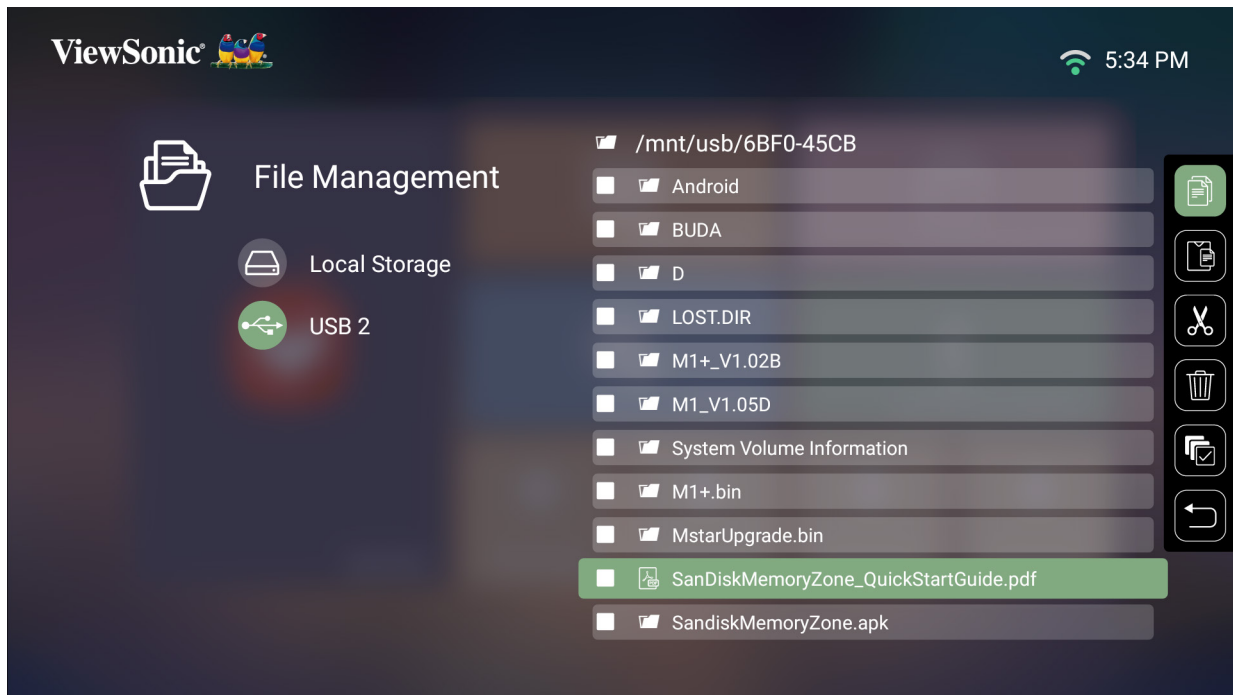 ViewSonic®
5:34 PM
File Management
Local Storage
USB 2
/mnt/usb/6BF0-45CB
Android
BUDA
D
LOST.DIR
M1+_V1.02B
M1_V1.05D
System Volume Information
M1+.bin
MstarUpgrade.bin
SanDiskMemoryZone_QuickStartGuide.pdf
SandiskMemoryZone.apk